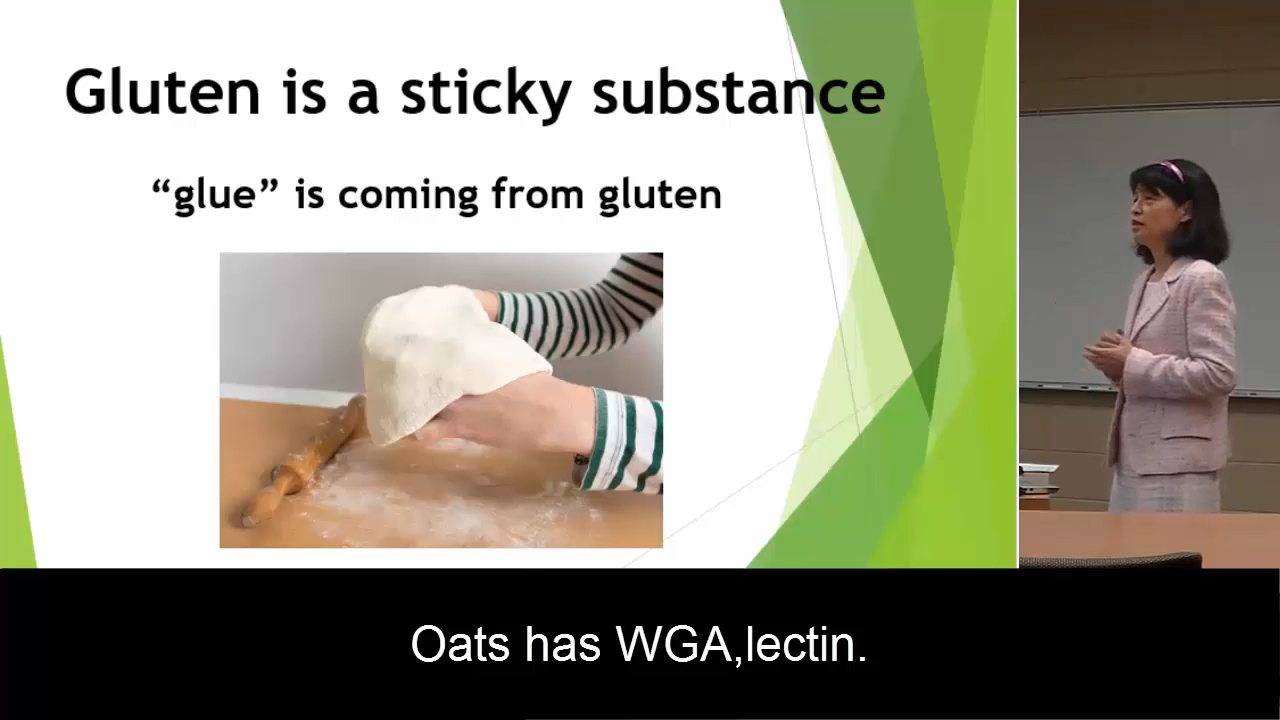 Gluten is a sticky substance
“glue” is coming from gluten
Oats has WGA,lectin.